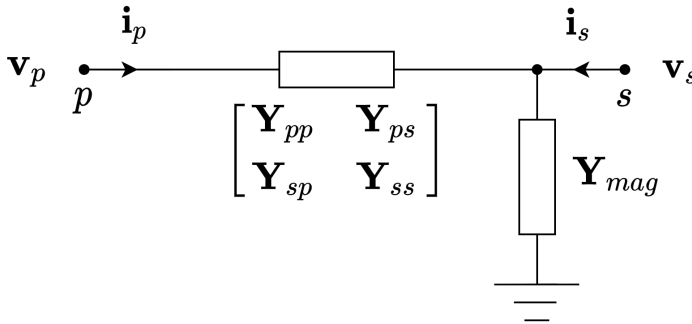 i_p
i_s
v_p
v_s
p
s
[Y_pp Y_ps
Y_sp Y_ss]
Y_mag